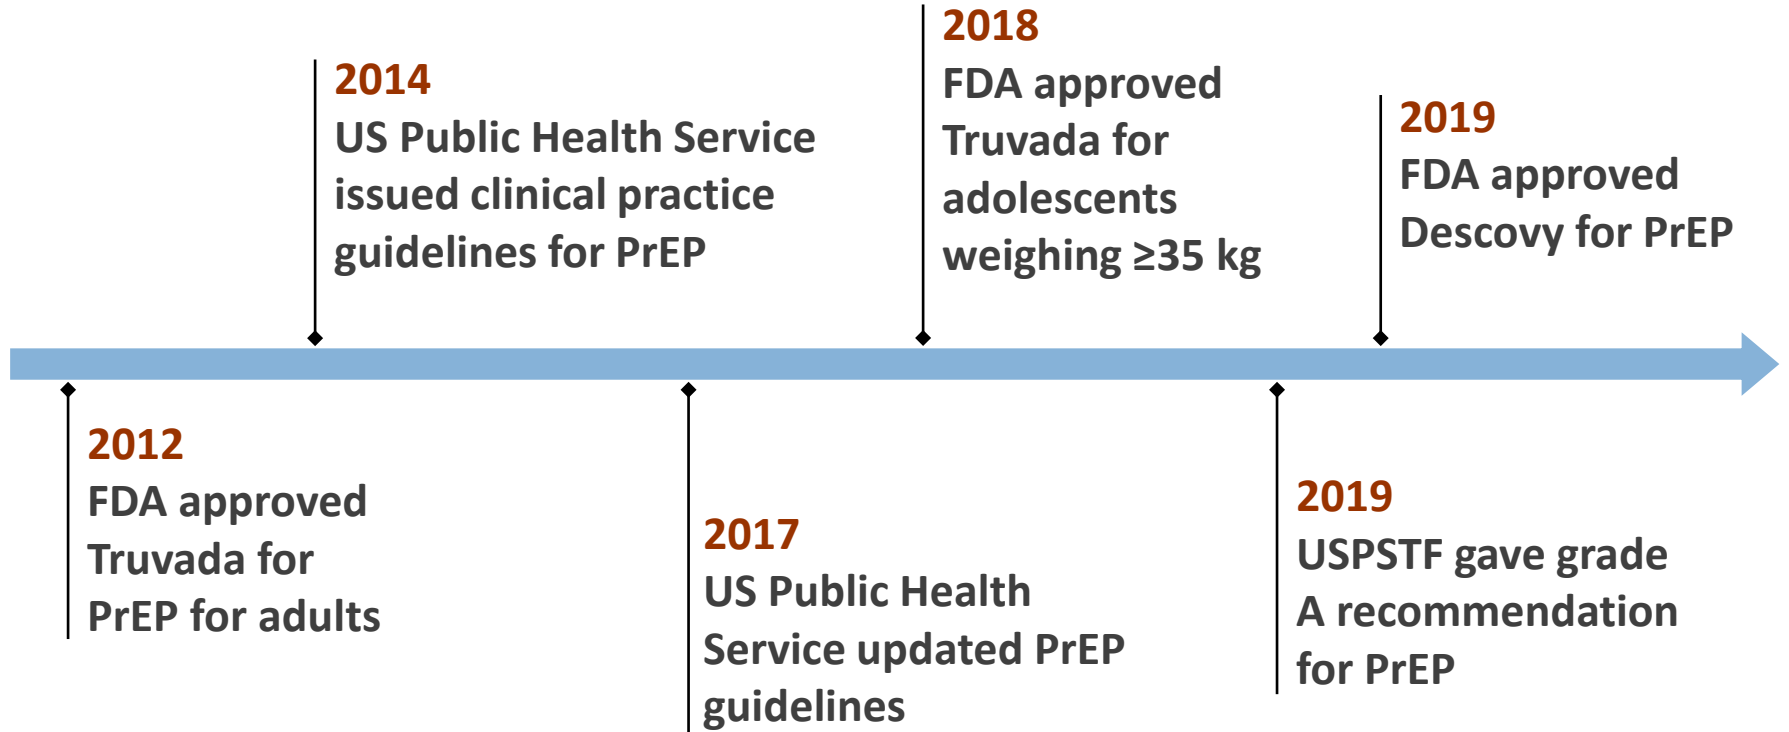 2012
FDA approved
Truvada for
PrEP for adults
2014
US Public Health Service
issued clinical practice
guidelines for PrEP
2017
US Public Health
Service updated PrEP
guidelines
2018
FDA approved
Truvada for
adolescents
weighing ≥35 kg
2019
USPSTF gave grade
A recommendation
for PrEP
2019
FDA approved
Descovy for PrEP